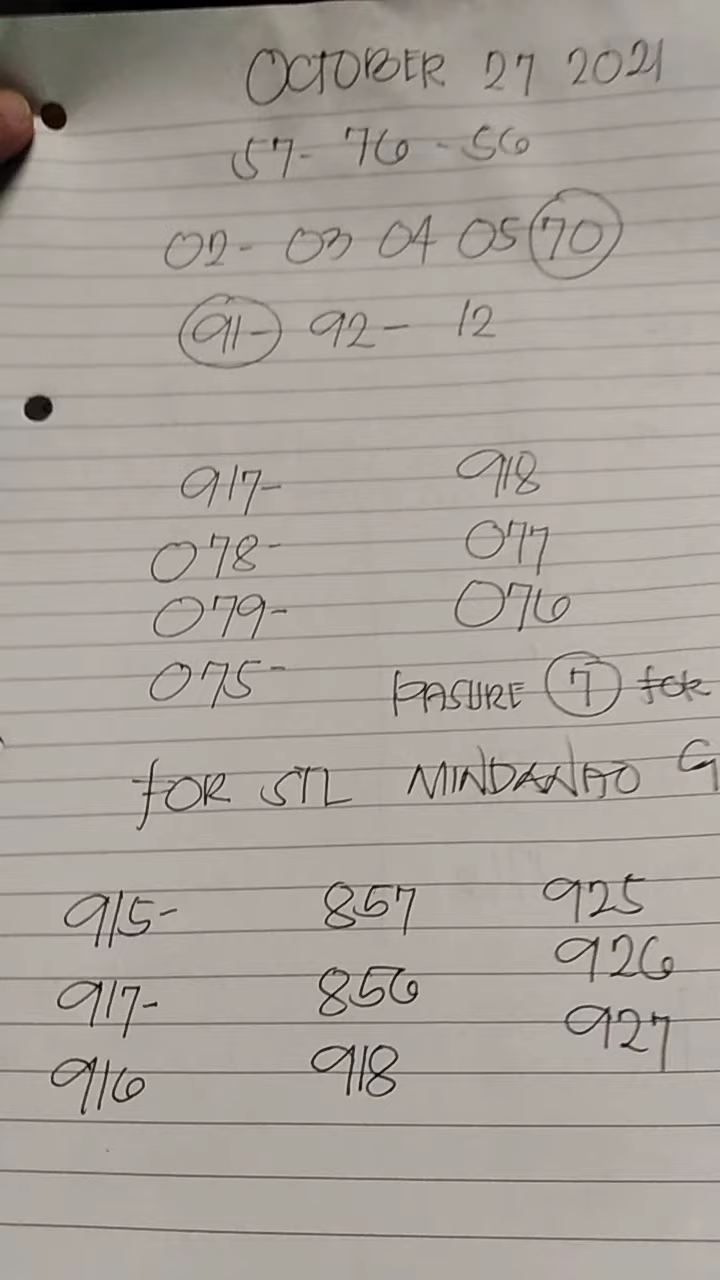 OCTOBER 27 2021
57- 76 - 56
02- 03 04 05 70
91- 92- 12
917- 918
078- 077
079- 076
075- PASURE 7 for
for STL MINDANAO G
915- 857 925
917- 856 926
916 918 927